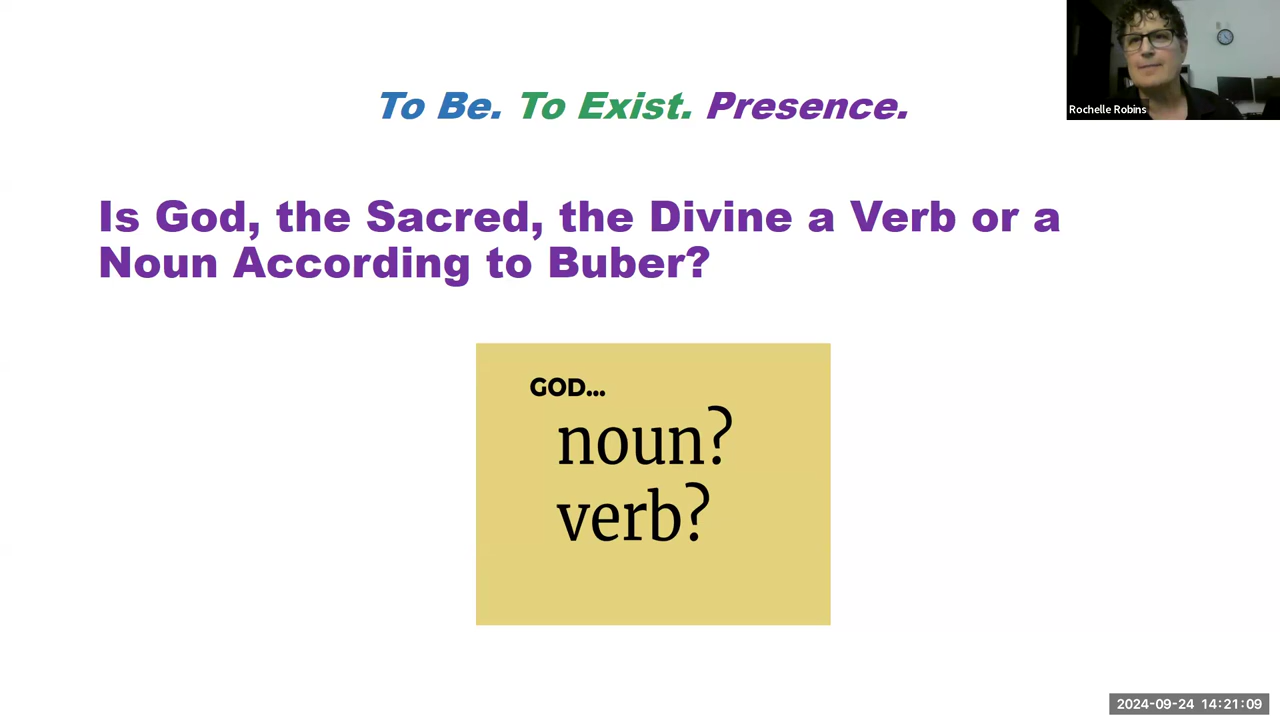 To Be. To Exist. Presence.
Rochelle Robins
Is God, the Sacred, the Divine a Verb or a
Noun According to Buber?
GOD...
noun?
verb?
2024-09-24 14:21:09